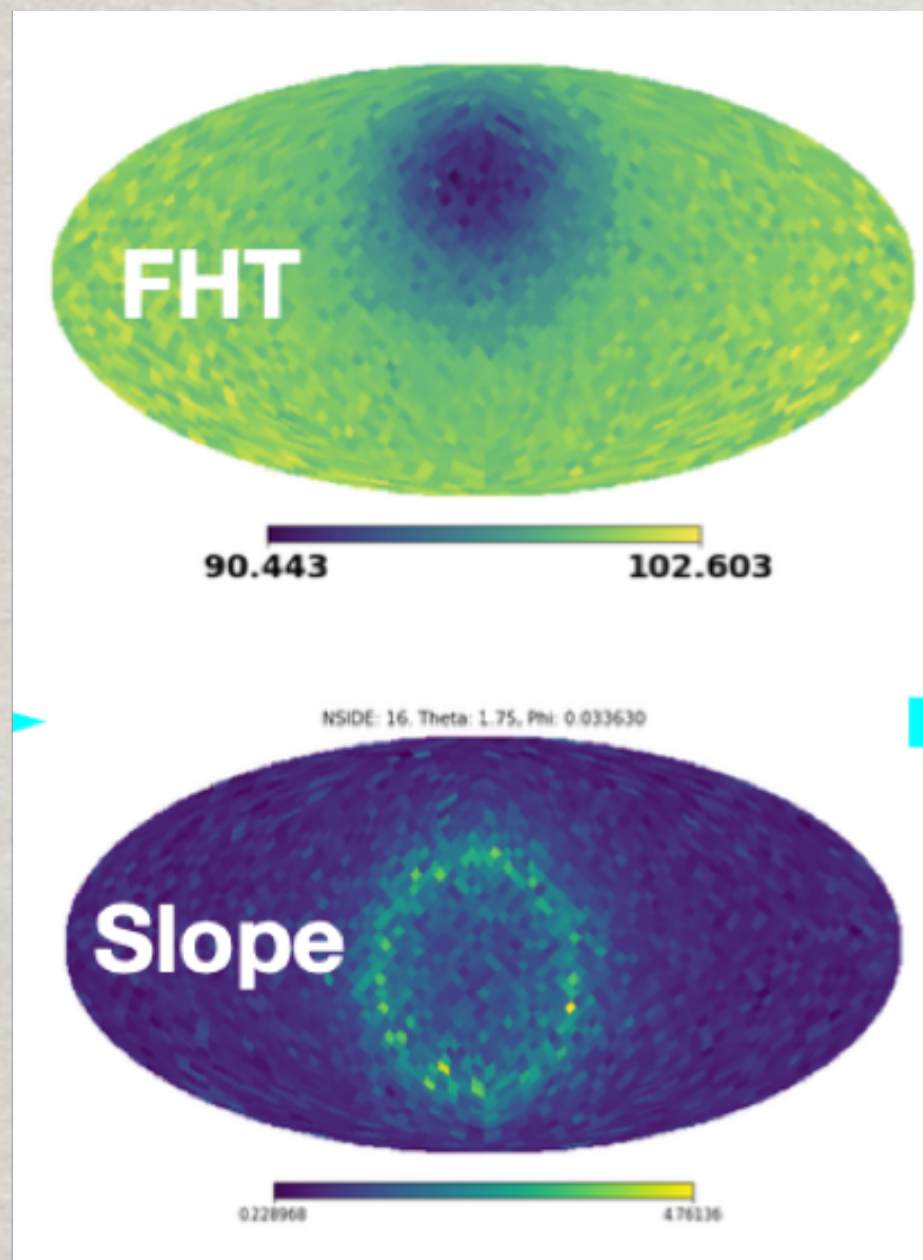 FHT
90.443 102.603
NSIDE: 16. Theta: 1.75, Phi: 0.033630
Slope
0.228968 4.76136